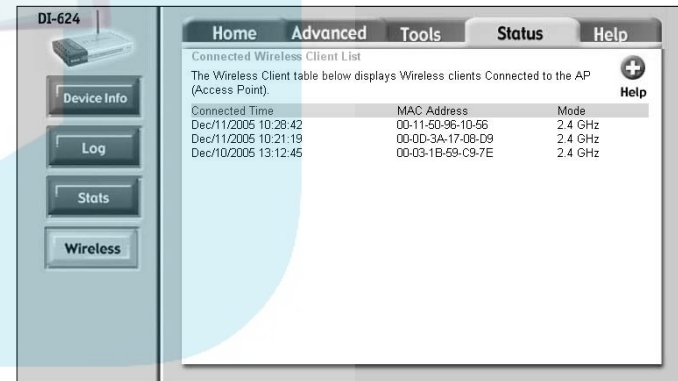 DI-624
Home Advanced Tools Status Help
Device Info
Log
Stats
Wireless
Connected Wireless Client List
The Wireless Client table below displays Wireless clients Connected to the AP
(Access Point).
Help
Connected Time MAC Address Mode
Dec/11/2005 10:28:42 00-11-50-96-10-56 2.4 GHz
Dec/11/2005 10:21:19 00-0D-3A-17-08-D9 2.4 GHz
Dec/10/2005 13:12:45 00-03-1B-59-C9-7E 2.4 GHz